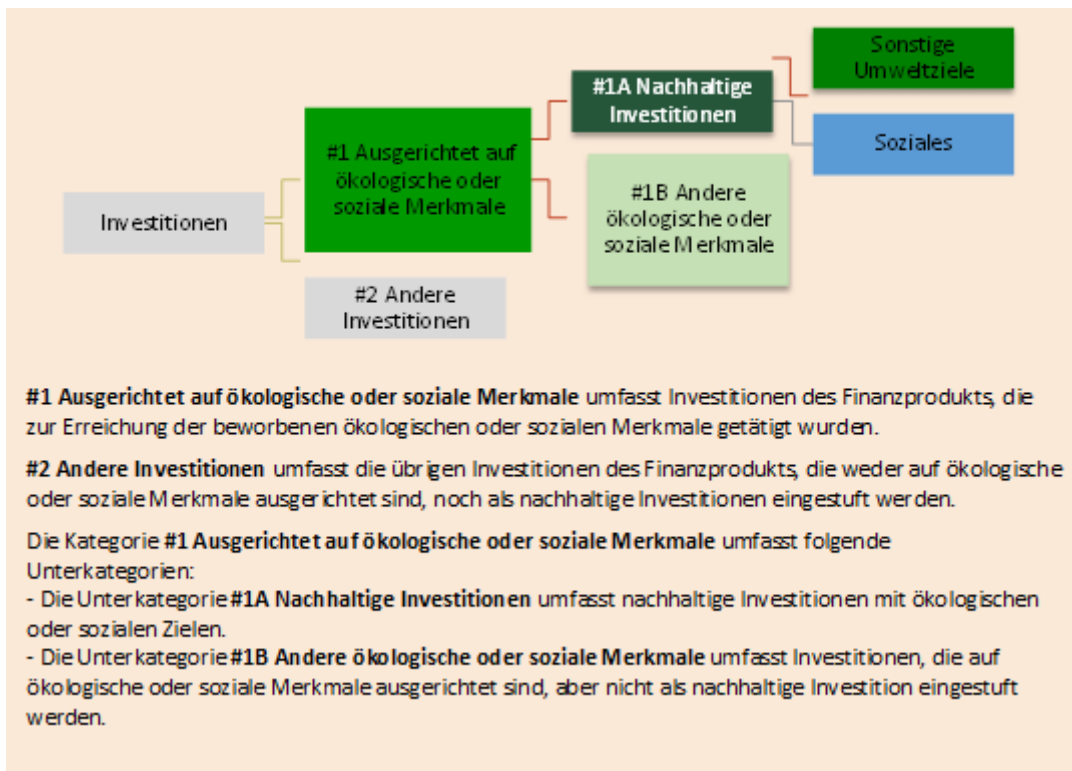 Sonstige
Umweltziele
#1A Nachhaltige
Investitionen
Soziales
#1 Ausgerichtet auf
ökologische oder
soziale Merkmale
#1B Andere
ökologische oder
soziale Merkmale
Investitionen
#2 Andere
Investitionen
#1 Ausgerichtet auf ökologische oder soziale Merkmale umfasst Investitionen des Finanzprodukts, die
zur Erreichung der beworbenen ökologischen oder sozialen Merkmale getätigt wurden.
#2 Andere Investitionen umfasst die übrigen Investitionen des Finanzprodukts, die weder auf ökologische
oder soziale Merkmale ausgerichtet sind, noch als nachhaltige Investitionen eingestuft werden.
Die Kategorie #1 Ausgerichtet auf ökologische oder soziale Merkmale umfasst folgende
Unterkategorien:
- Die Unterkategorie #1A Nachhaltige Investitionen umfasst nachhaltige Investitionen mit ökologischen
oder sozialen Zielen.
- Die Unterkategorie #1B Andere ökologische oder soziale Merkmale umfasst Investitionen, die auf
ökologische oder soziale Merkmale ausgerichtet sind, aber nicht als nachhaltige Investition eingestuft
werden.